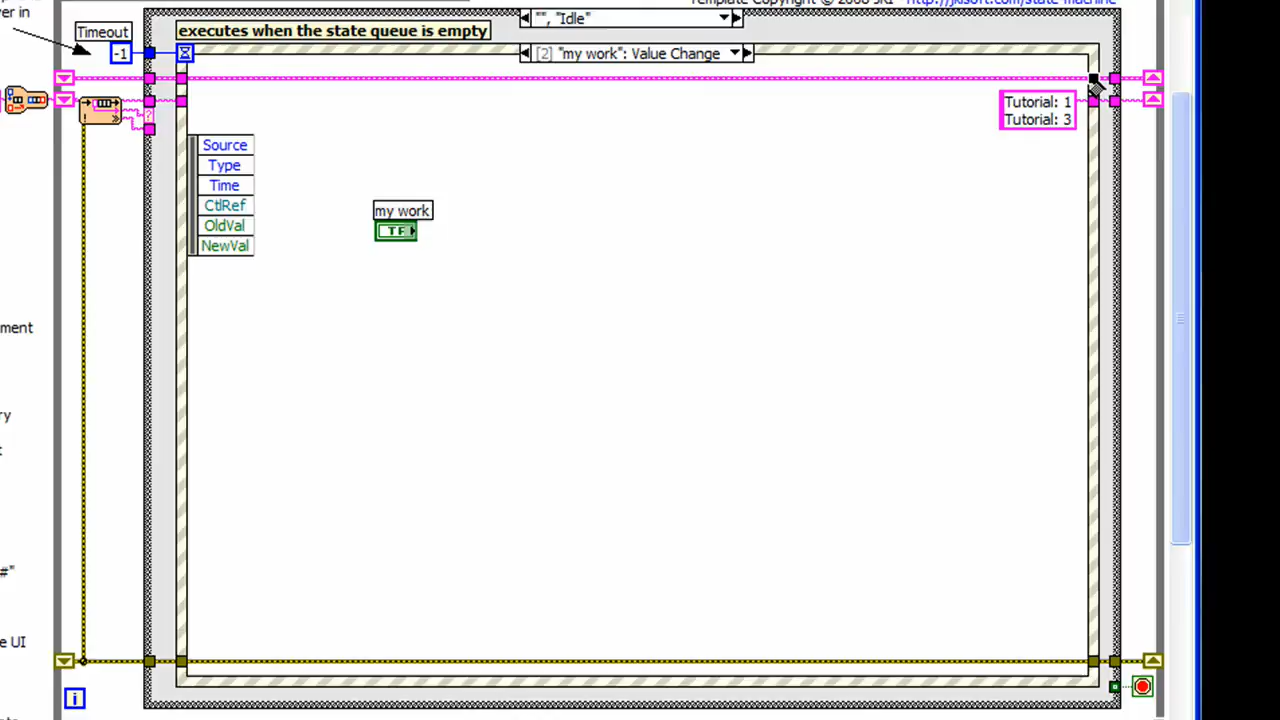 Template Copyright © 2008 JKI http://jkisoft.com/state-machine
er in
"", "Idle"
Timeout
executes when the state queue is empty
-1
[2] "my work": Value Change
Tutorial: 1
Tutorial: 3
Source
Type
Time
CtlRef
OldVal
NewVal
my work
TF
ment
ry
#"
e UI
i